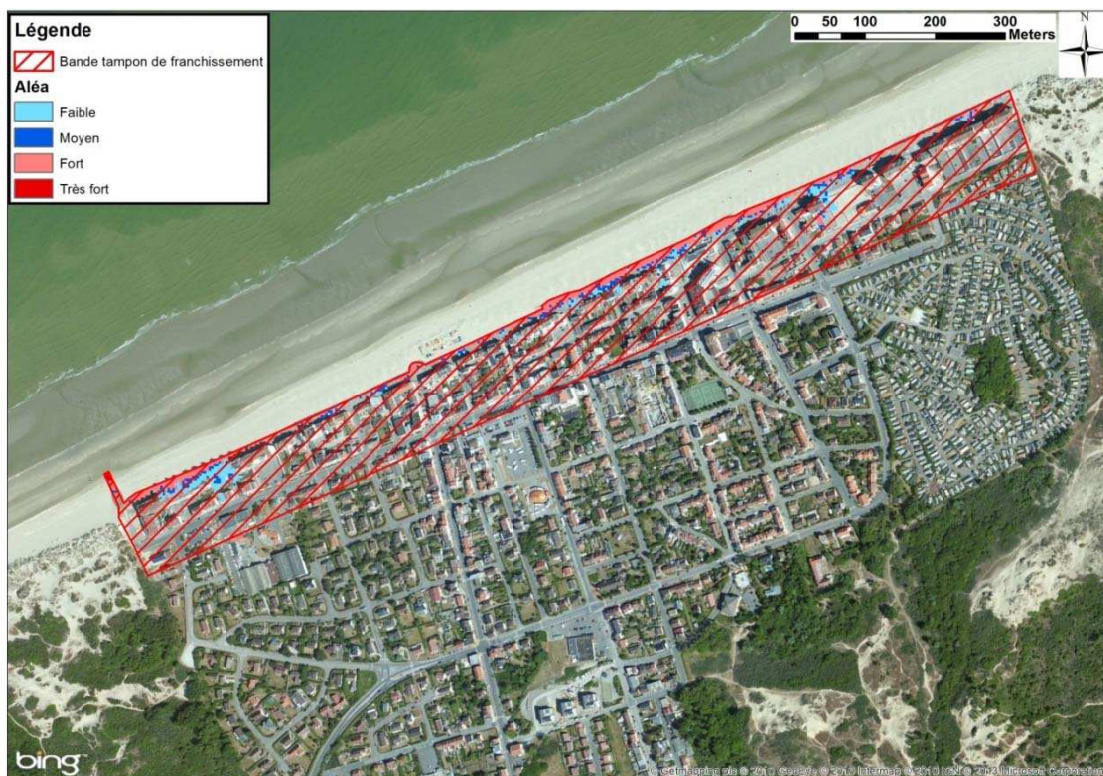 Légende
Bande tampon de franchissement
Aléa
Faible
Moyen
Fort
Très fort
0 50 100 200 300
Meters
N
bing